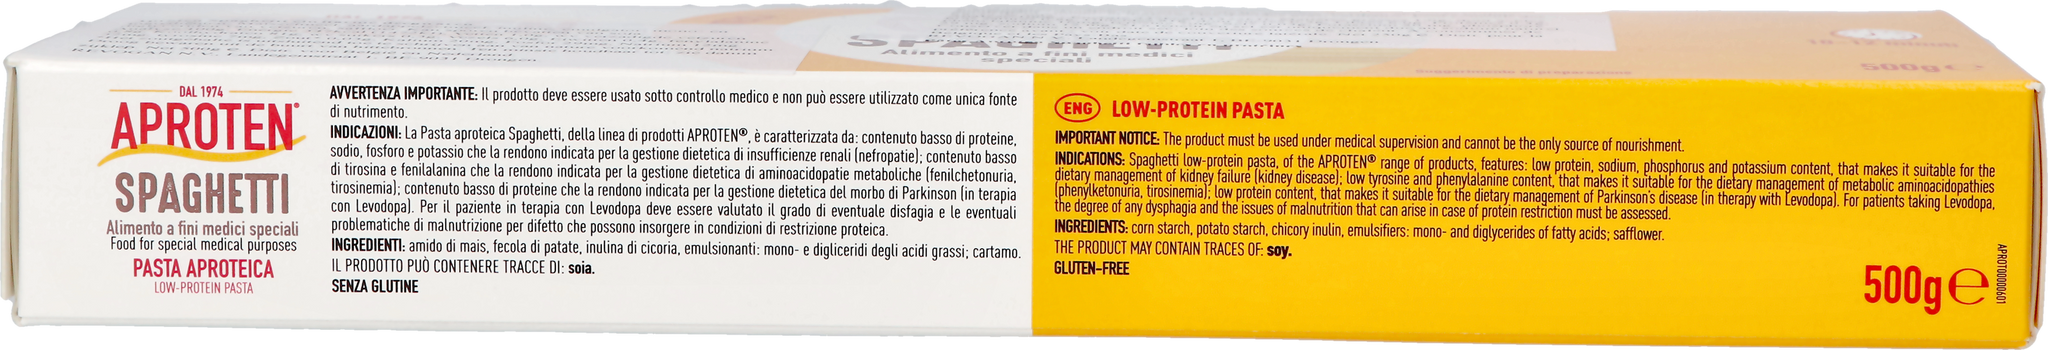 SPAGHETTI
Alimento a fini medici
speciali
500g e
DAL 1974
APROTEN®
SPAGHETTI
Alimento a fini medici speciali
Food for special medical purposes
PASTA APROTEICA
LOW-PROTEIN PASTA
AVVERTENZA IMPORTANTE: Il prodotto deve essere usato sotto controllo medico e non può essere utilizzato come unica fonte
di nutrimento.
INDICAZIONI: La Pasta aproteica Spaghetti, della linea di prodotti APROTEN®, è caratterizzata da: contenuto basso di proteine,
sodio, fosforo e potassio che la rendono indicata per la gestione dietetica di insufficienze renali (nefropatie); contenuto basso
di tirosina e fenilalanina che la rendono indicata per la gestione dietetica di aminoacidopatie metaboliche (fenilchetonuria,
tirosinemia); contenuto basso di proteine che la rendono indicata per la gestione dietetica del morbo di Parkinson (in terapia
con Levodopa). Per il paziente in terapia con Levodopa deve essere valutato il grado di eventuale disfagia e le eventuali
problematiche di malnutrizione per difetto che possono insorgere in condizioni di restrizione proteica.
INGREDIENTI: amido di mais, fecola di patate, inulina di cicoria, emulsionanti: mono- e digliceridi degli acidi grassi; cartamo.
IL PRODOTTO PUÒ CONTENERE TRACCE DI: soia.
SENZA GLUTINE
ENG LOW-PROTEIN PASTA
IMPORTANT NOTICE: The product must be used under medical supervision and cannot be the only source of nourishment.
INDICATIONS: Spaghetti low-protein pasta, of the APROTEN® range of products, features: low protein, sodium, phosphorus and potassium content, that makes it suitable for the
dietary management of kidney failure (kidney disease); low tyrosine and phenylalanine content, that makes it suitable for the dietary management of metabolic aminoacidopathies
(phenylketonuria, tirosinemia); low protein content, that makes it suitable for the dietary management of Parkinson's disease (in therapy with Levodopa). For patients taking Levodopa,
the degree of any dysphagia and the issues of malnutrition that can arise in case of protein restriction must be assessed.
INGREDIENTS: corn starch, potato starch, chicory inulin, emulsifiers: mono- and diglycerides of fatty acids; safflower.
THE PRODUCT MAY CONTAIN TRACES OF: soy.
GLUTEN-FREE
500g e
APROT0000601